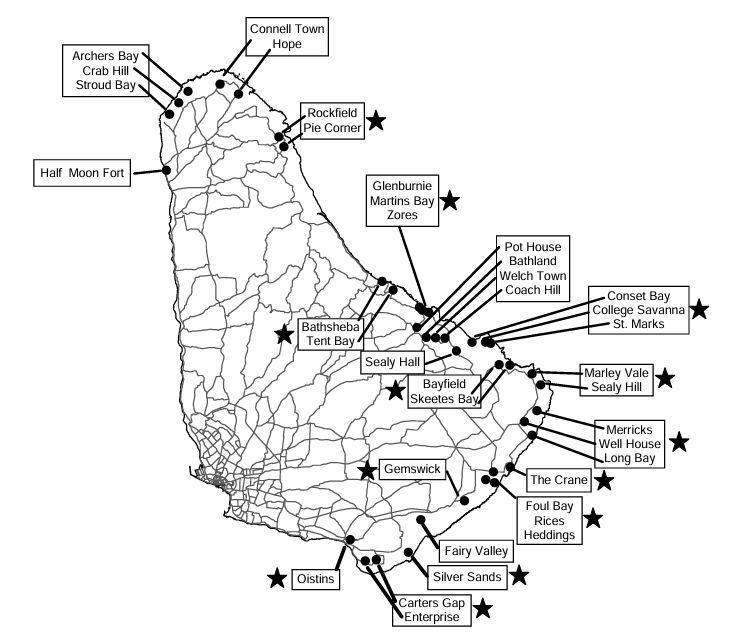 Connell Town
Hope
Archers Bay
Crab Hill
Stroud Bay
Rockfield
Pie Corner
Half Moon Fort
Glenburnie
Martins Bay
Zores
Pot House
Bathland
Welch Town
Coach Hill
Conset Bay
College Savanna
St. Marks
Bathsheba
Tent Bay
Sealy Hall
Bayfield
Skeetes Bay
Marley Vale
Sealy Hill
Merricks
Well House
Long Bay
Gemswick
The Crane
Foul Bay
Rices
Heddings
Fairy Valley
Oistins
Silver Sands
Carters Gap
Enterprise